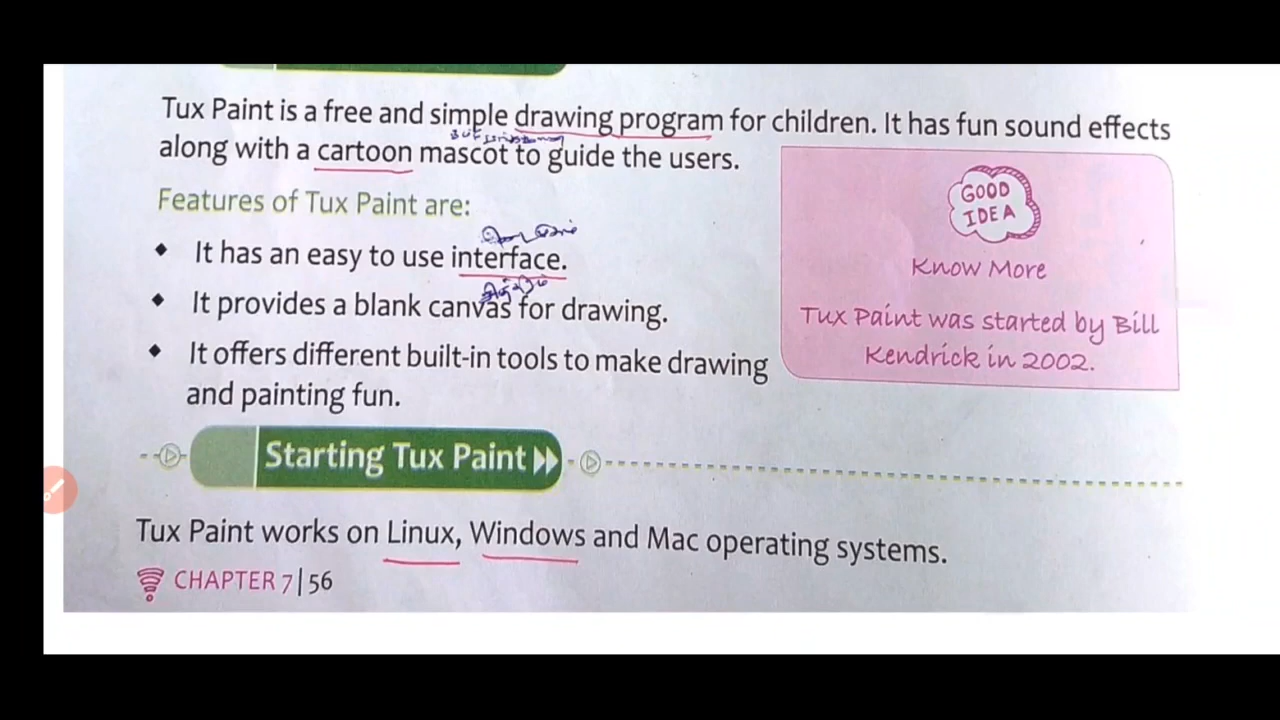 Tux Paint is a free and simple drawing program for children. It has fun sound effects
along with a cartoon mascot to guide the users.
Features of Tux Paint are:
◆ It has an easy to use interface.
◆ It provides a blank canvas for drawing.
◆ It offers different built-in tools to make drawing
and painting fun.
GOOD
IDEA
Know More
Tux Paint was started by Bill
Kendrick in 2002.
Starting Tux Paint
Tux Paint works on Linux, Windows and Mac operating systems.
CHAPTER 7|56